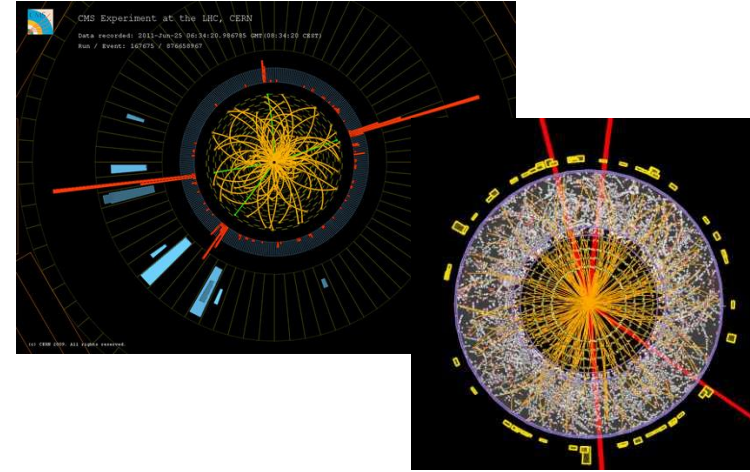 CMS Experiment at the LHC, CERN
Data recorded: 2011-Jun-25 06:34:20.986785 GMT(08:34:20 CEST)
Run / Event: 167675 / 876658967
(c) CERN 2009. All rights reserved.